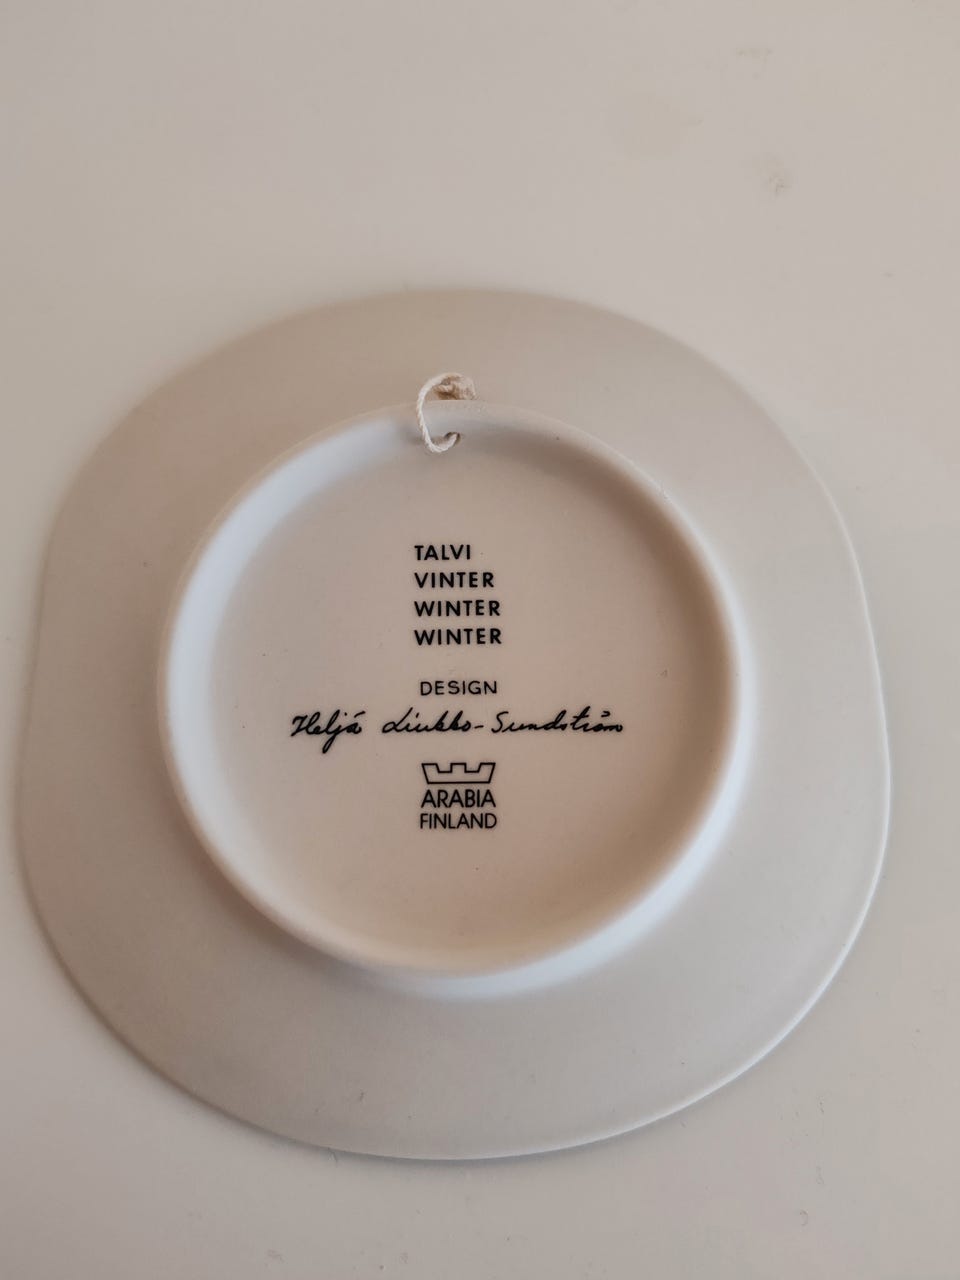 TALVI
VINTER
WINTER
WINTER
DESIGN
Heljä Liukko-Sundström
ARABIA
FINLAND